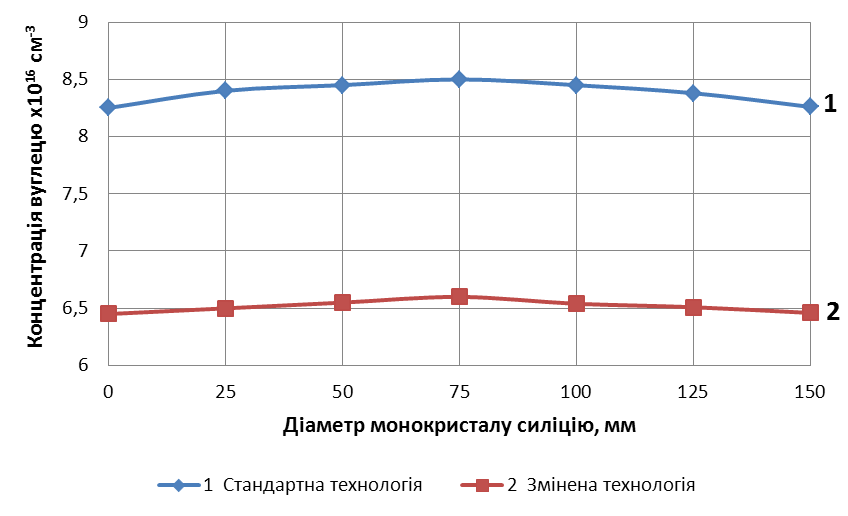 Концентрація вуглецю х10¹⁶ см⁻³
9
8,5
8
7,5
7
6,5
6
1
2
0 25 50 75 100 125 150
Діаметр монокристалу силіцію, мм
1 Стандартна технологія 2 Змінена технологія